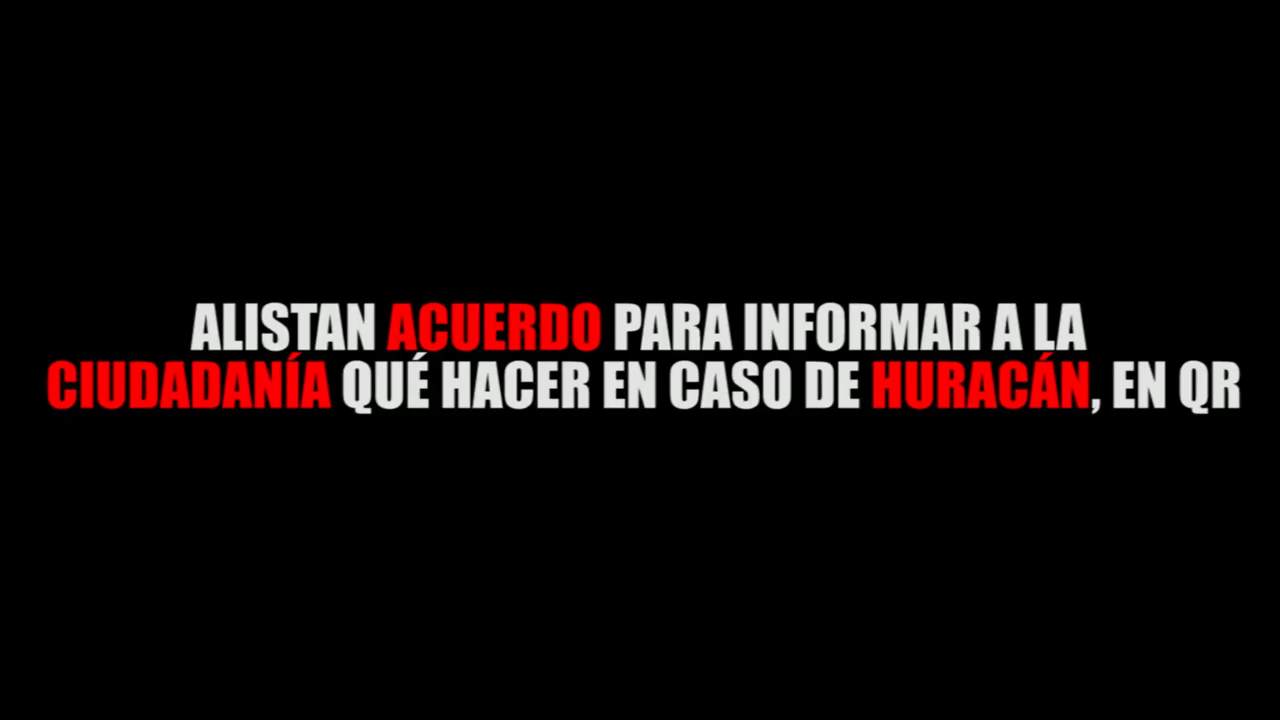 ALISTAN ACUERDO PARA INFORMAR A LA
CIUDADANÍA QUÉ HACER EN CASO DE HURACÁN, EN QR